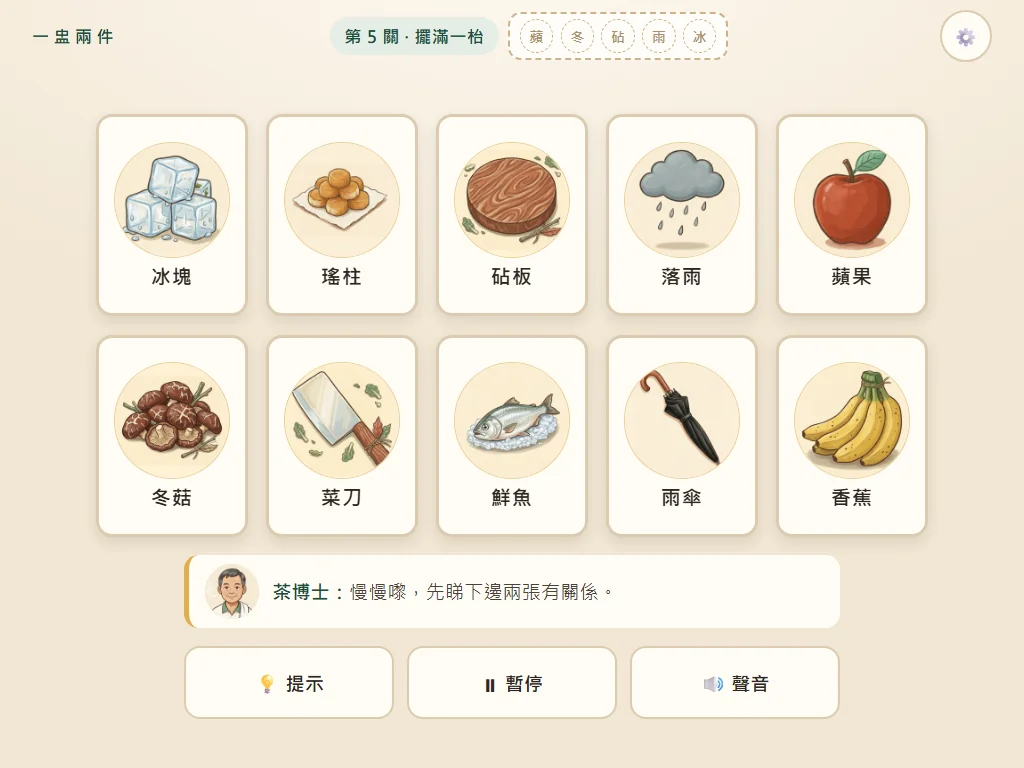 一盅兩件
第 5 關 · 擺滿一枱
蘋 冬 砧 雨 冰
冰塊
瑤柱
砧板
落雨
蘋果
冬菇
菜刀
鮮魚
雨傘
香蕉
茶博士：慢慢嚟，先睇下邊兩張有關係。
提示
暫停
聲音